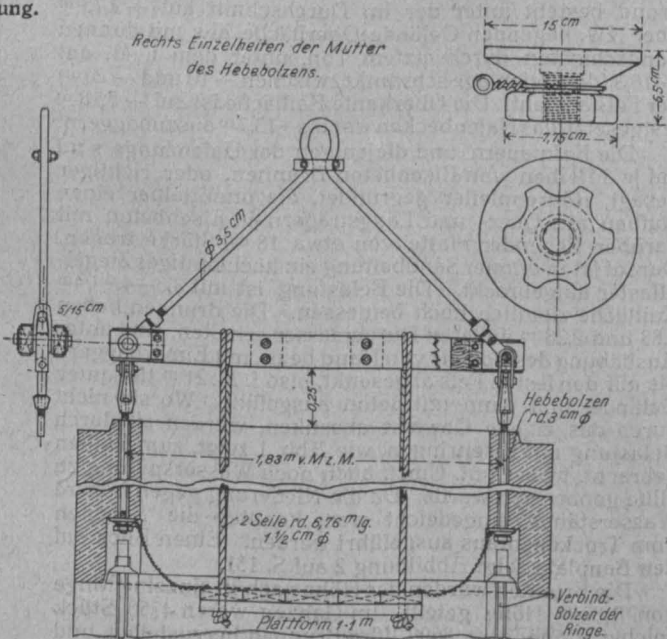 ung.
Rechts Einzelheiten der Mutter
des Hebebolzens.
15 cm
6,5 cm
7,75 cm.
ϕ 3,5 cm
5/15 cm
0,25
Hebebolzen
rd. 3 cm ϕ
1,83 m v. M z. M.
2 Seile rd. 6,76 m lg.
1 1/2 cm ϕ
Plattform 1·1 m
Verbind-
Bolzen der
Ringe.